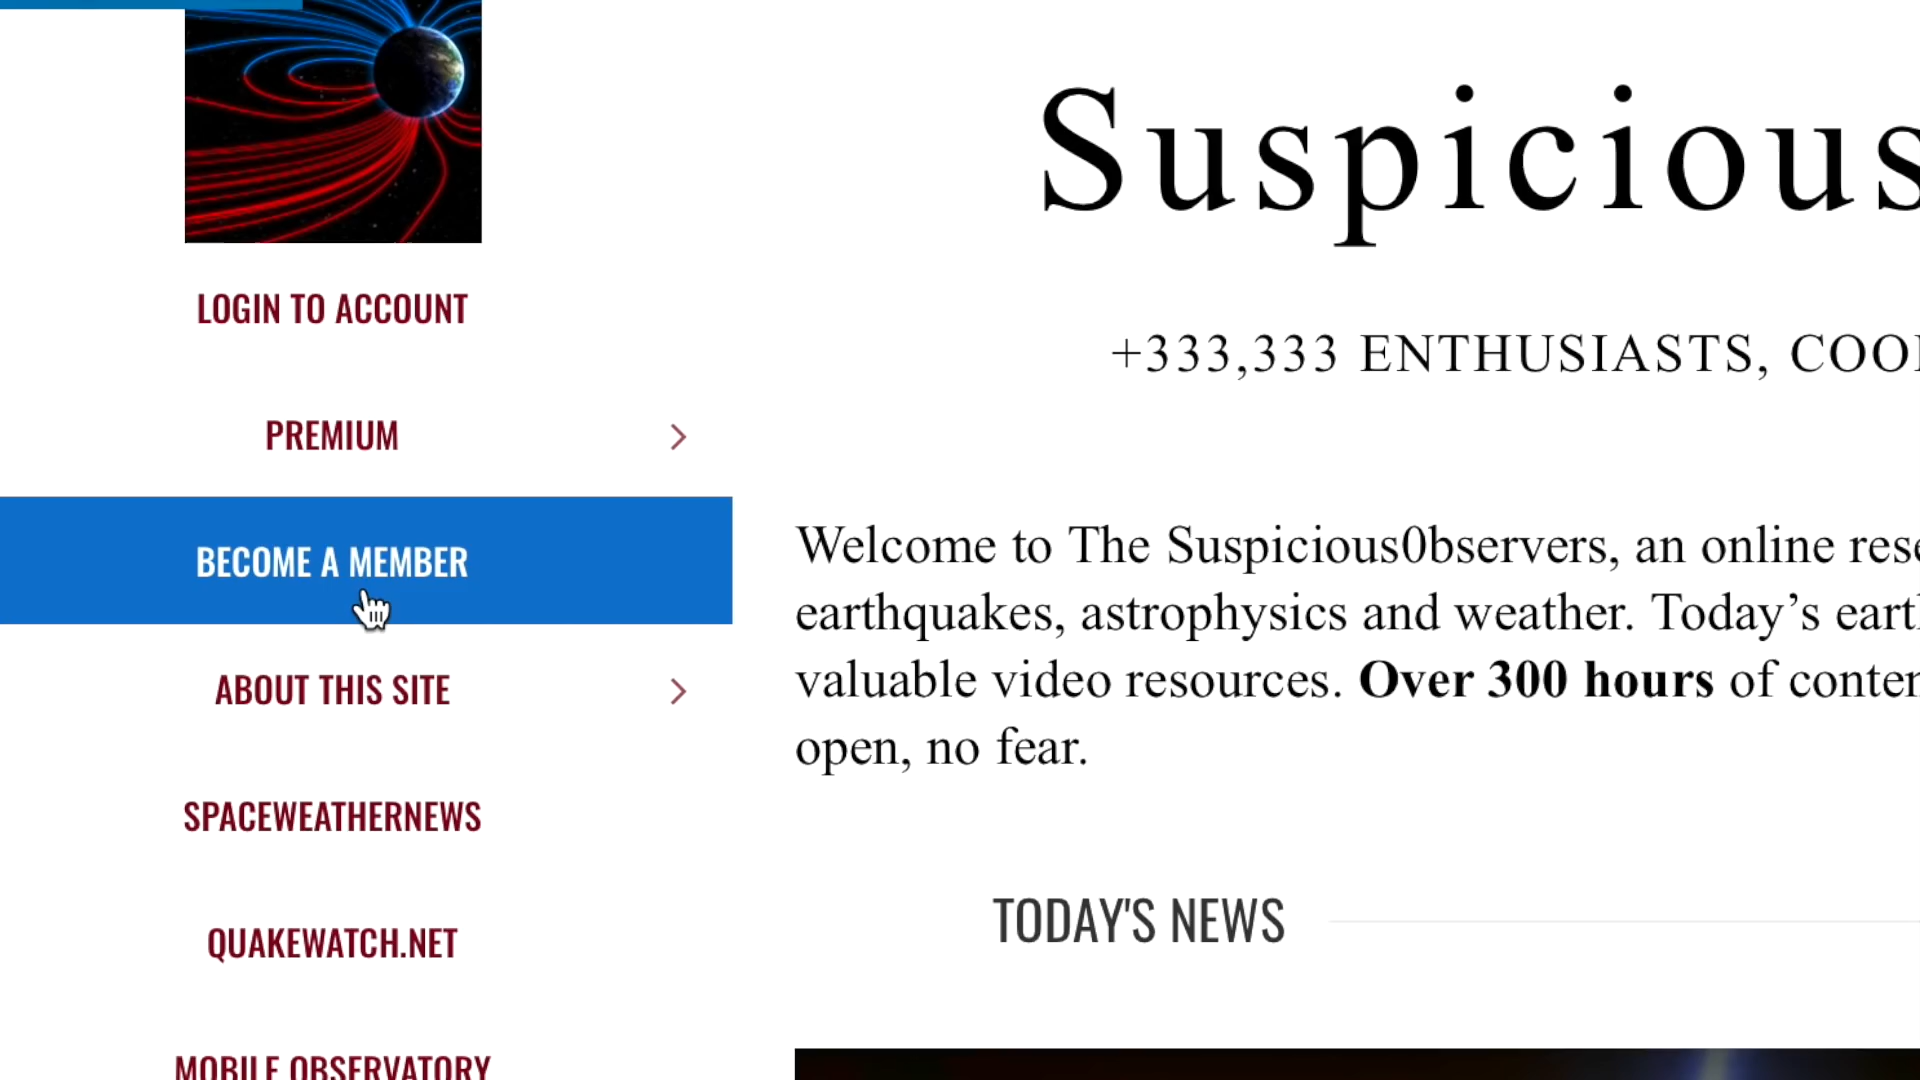 Suspicious
+333,333 ENTHUSIASTS,
LOGIN TO ACCOUNT
PREMIUM
BECOME A MEMBER
ABOUT THIS SITE
SPACEWEATHERNEWS
QUAKEWATCH.NET
MOBILE OBSERVATORY
Welcome to The Suspicious0bservers, an online
earthquakes, astrophysics and weather. Today’s
valuable video resources. Over 300 hours of
open, no fear.
TODAY'S NEWS